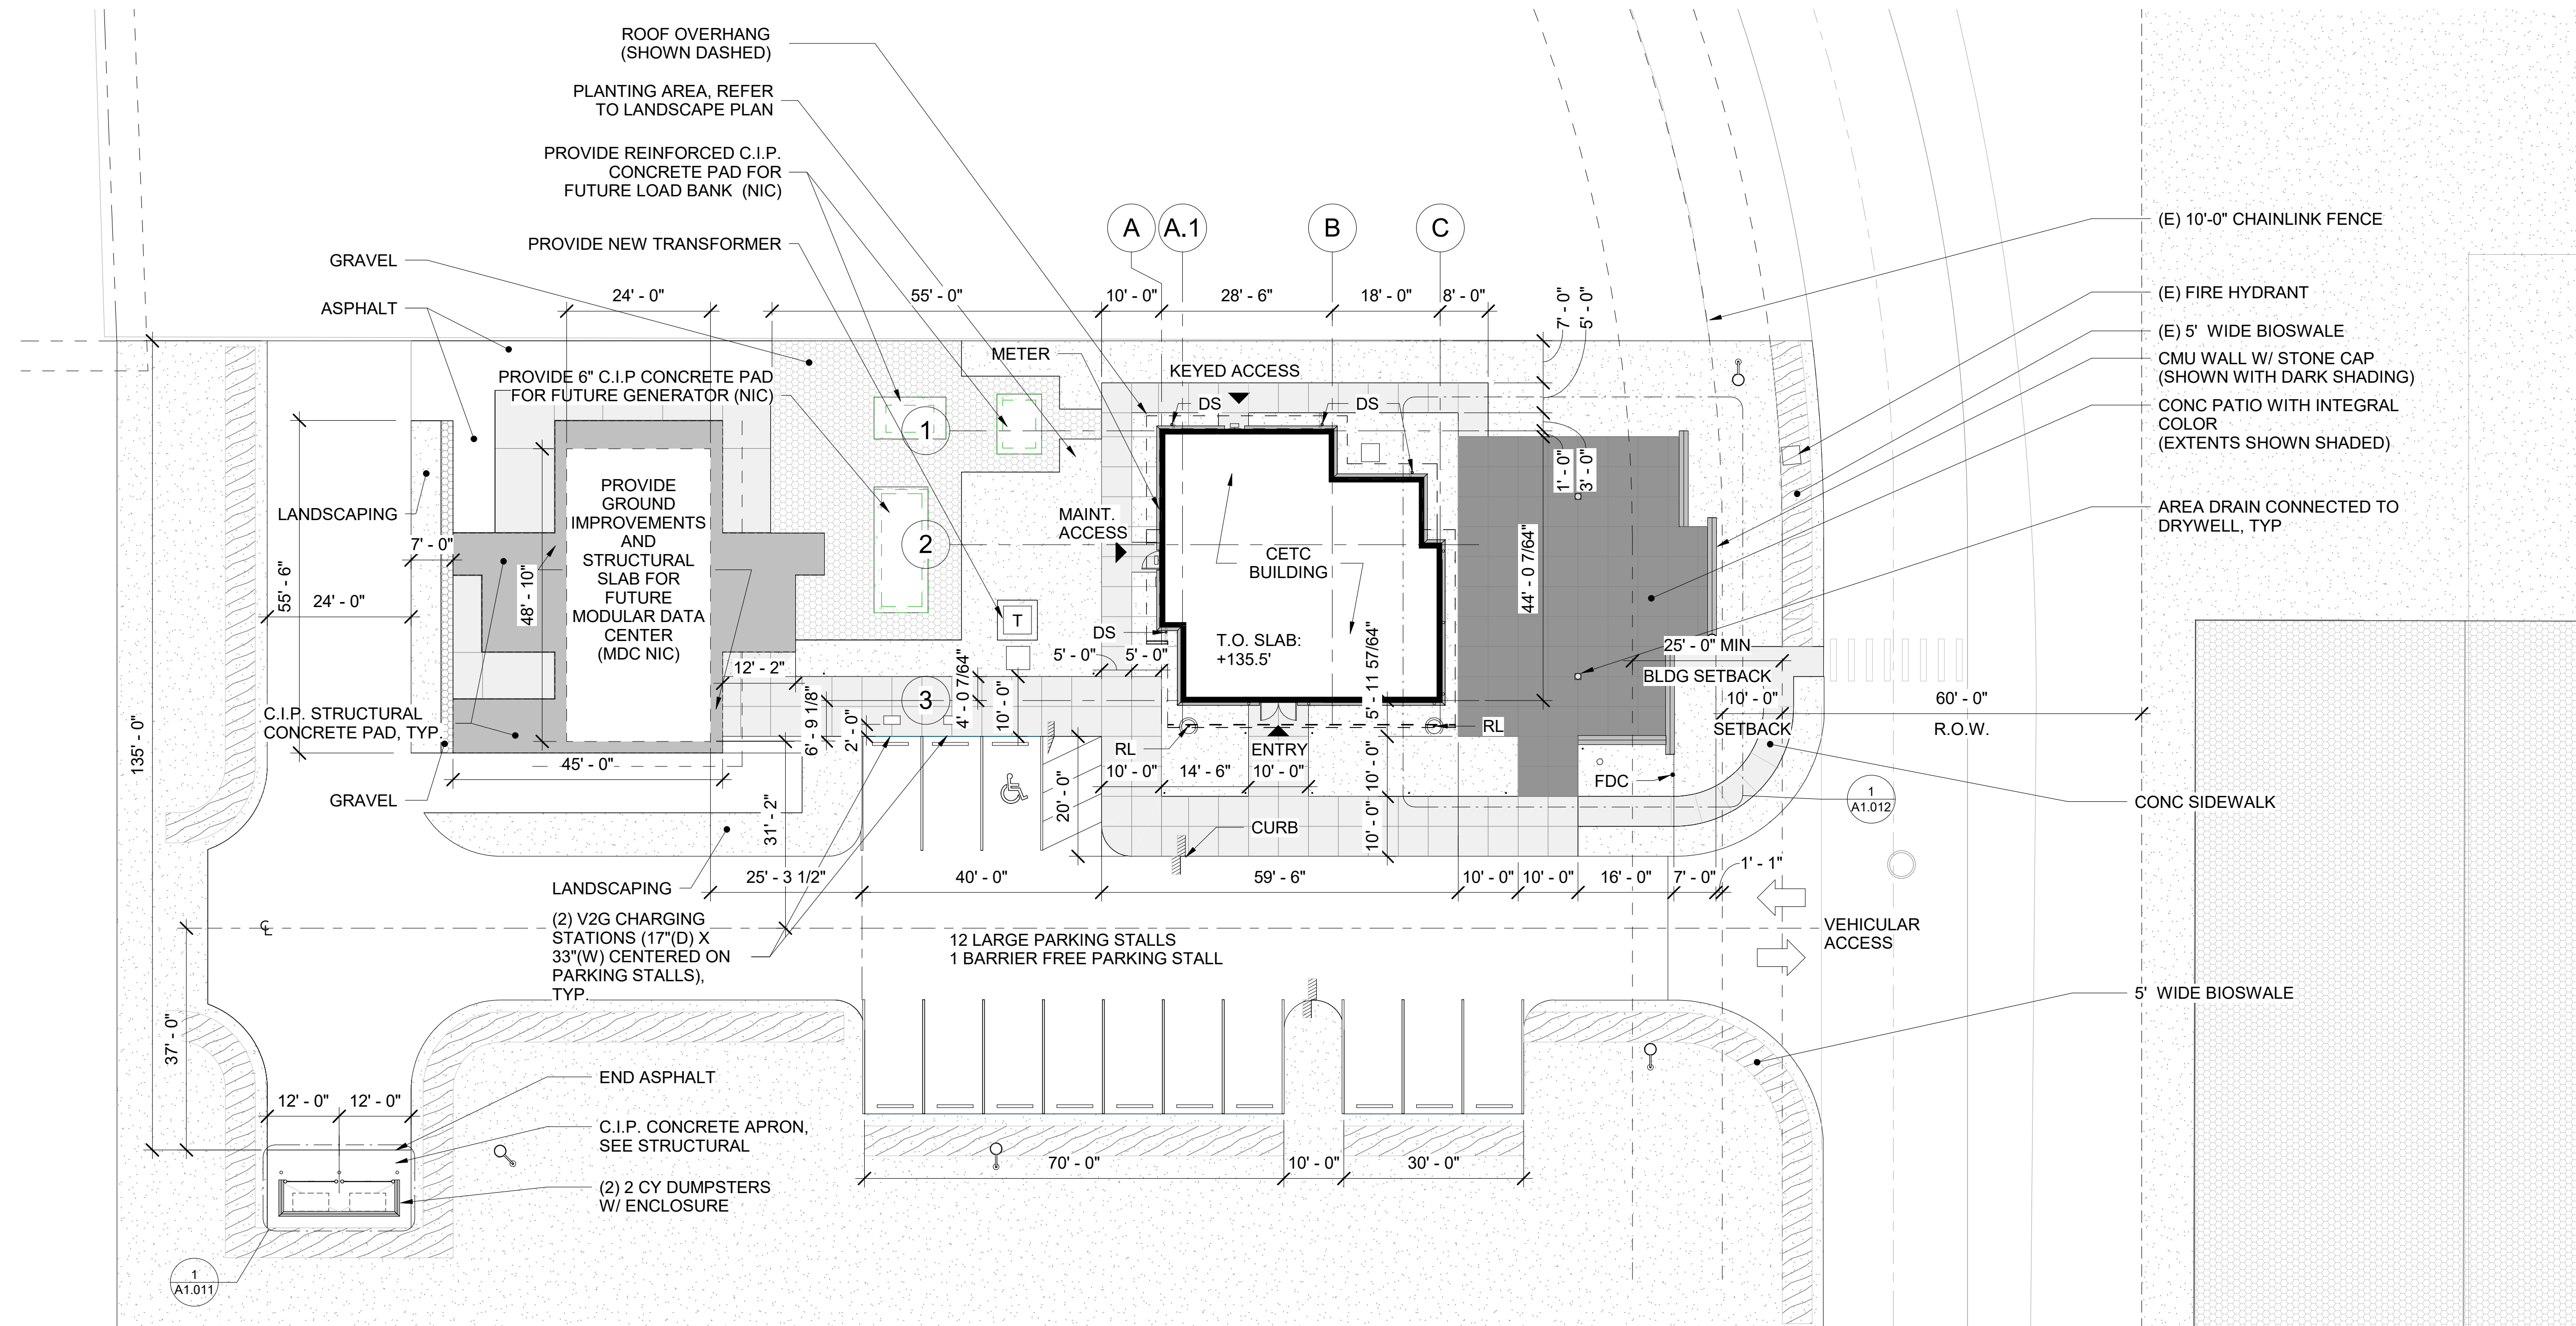 ROOF OVERHANG
(SHOWN DASHED)
PLANTING AREA, REFER
TO LANDSCAPE PLAN
PROVIDE REINFORCED C.I.P.
CONCRETE PAD FOR
FUTURE LOAD BANK (NIC)
PROVIDE NEW TRANSFORMER
GRAVEL
ASPHALT
A
A.1
B
C
(E) 10'-0" CHAINLINK FENCE
(E) FIRE HYDRANT
(E) 5' WIDE BIOSWALE
CMU WALL W/ STONE CAP
(SHOWN WITH DARK SHADING)
CONC PATIO WITH INTEGRAL
COLOR
(EXTENTS SHOWN SHADED)
AREA DRAIN CONNECTED TO
DRYWELL, TYP
24' - 0"
55' - 0"
10' - 0"
28' - 6"
18' - 0"
8' - 0"
7' - 0"
5' - 0"
METER
KEYED ACCESS
PROVIDE 6" C.I.P CONCRETE PAD
FOR FUTURE GENERATOR (NIC)
DS
DS
1
1' - 0"
3' - 0"
LANDSCAPING
7' - 0"
55' - 6"
24' - 0"
48' - 10"
PROVIDE
GROUND
IMPROVEMENTS
AND
STRUCTURAL
SLAB FOR
FUTURE
MODULAR DATA
CENTER
(MDC NIC)
2
MAINT.
ACCESS
CETC
BUILDING
44' - 0 7/64"
T
DS
T.O. SLAB:
+135.5'
5' - 0"
5' - 0"
12' - 2"
25' - 0" MIN
BLDG SETBACK
10' - 0"
SETBACK
60' - 0"
R.O.W.
C.I.P. STRUCTURAL
CONCRETE PAD, TYP.
3
6' - 9 1/8"
2' - 0"
4' - 0 7/64"
10' - 0"
5' - 11 57/64"
RL
RL
ENTRY
135' - 0"
45' - 0"
GRAVEL
10' - 0"
14' - 6"
10' - 0"
10' - 0"
FDC
1
A1.012
CONC SIDEWALK
31' - 2"
20' - 0"
CURB
10' - 0"
25' - 3 1/2"
40' - 0"
59' - 6"
10' - 0"
10' - 0"
16' - 0"
7' - 0"
1' - 1"
LANDSCAPING
(2) V2G CHARGING
STATIONS (17"(D) X
33"(W) CENTERED ON
PARKING STALLS),
TYP.
CL
12 LARGE PARKING STALLS
1 BARRIER FREE PARKING STALL
VEHICULAR
ACCESS
5' WIDE BIOSWALE
37' - 0"
END ASPHALT
12' - 0"
12' - 0"
C.I.P. CONCRETE APRON,
SEE STRUCTURAL
70' - 0"
10' - 0"
30' - 0"
(2) 2 CY DUMPSTERS
W/ ENCLOSURE
1
A1.011